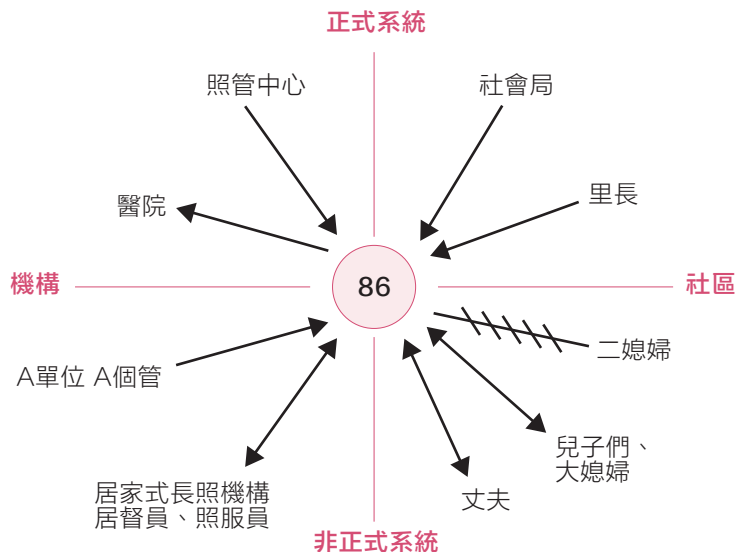 正式系統
照管中心
社會局
醫院
里長
機構
86
社區
A單位 A個管
二媳婦
兒子們、
大媳婦
居家式長照機構
居督員、照服員
丈夫
非正式系統